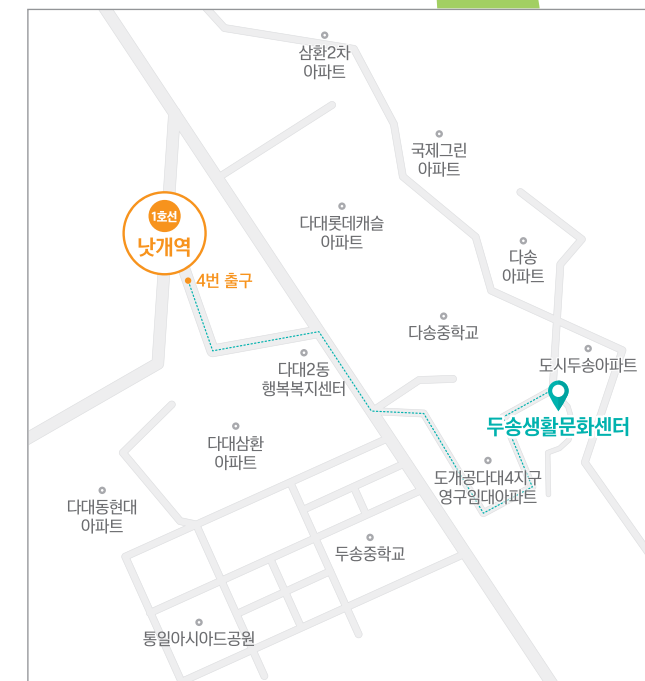 삼환2차
아파트
국제그린
아파트
1호선
낫개역
다대롯데캐슬
아파트
다송
아파트
4번 출구
다송중학교
도시두송아파트
다대2동
행복복지센터
두송생활문화센터
다대삼환
아파트
도개공다대4지구
영구임대아파트
다대동현대
아파트
두송중학교
통일아시아드공원